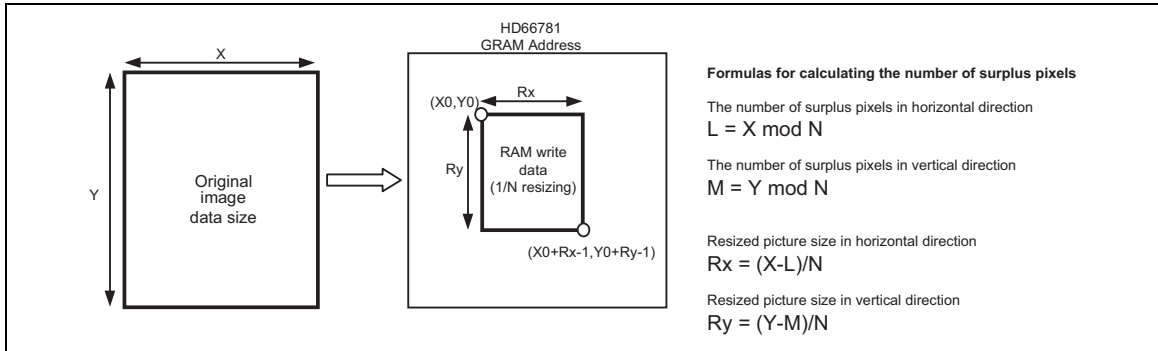 HD66781
GRAM Address
X
Rx
(X0,Y0)
Y
Original
image
data size
Ry
RAM write
data
(1/N resizing)
(X0+Rx-1,Y0+Ry-1)
Formulas for calculating the number of surplus pixels
The number of surplus pixels in horizontal direction
L = X mod N
The number of surplus pixels in vertical direction
M = Y mod N
Resized picture size in horizontal direction
Rx = (X-L)/N
Resized picture size in vertical direction
Ry = (Y-M)/N